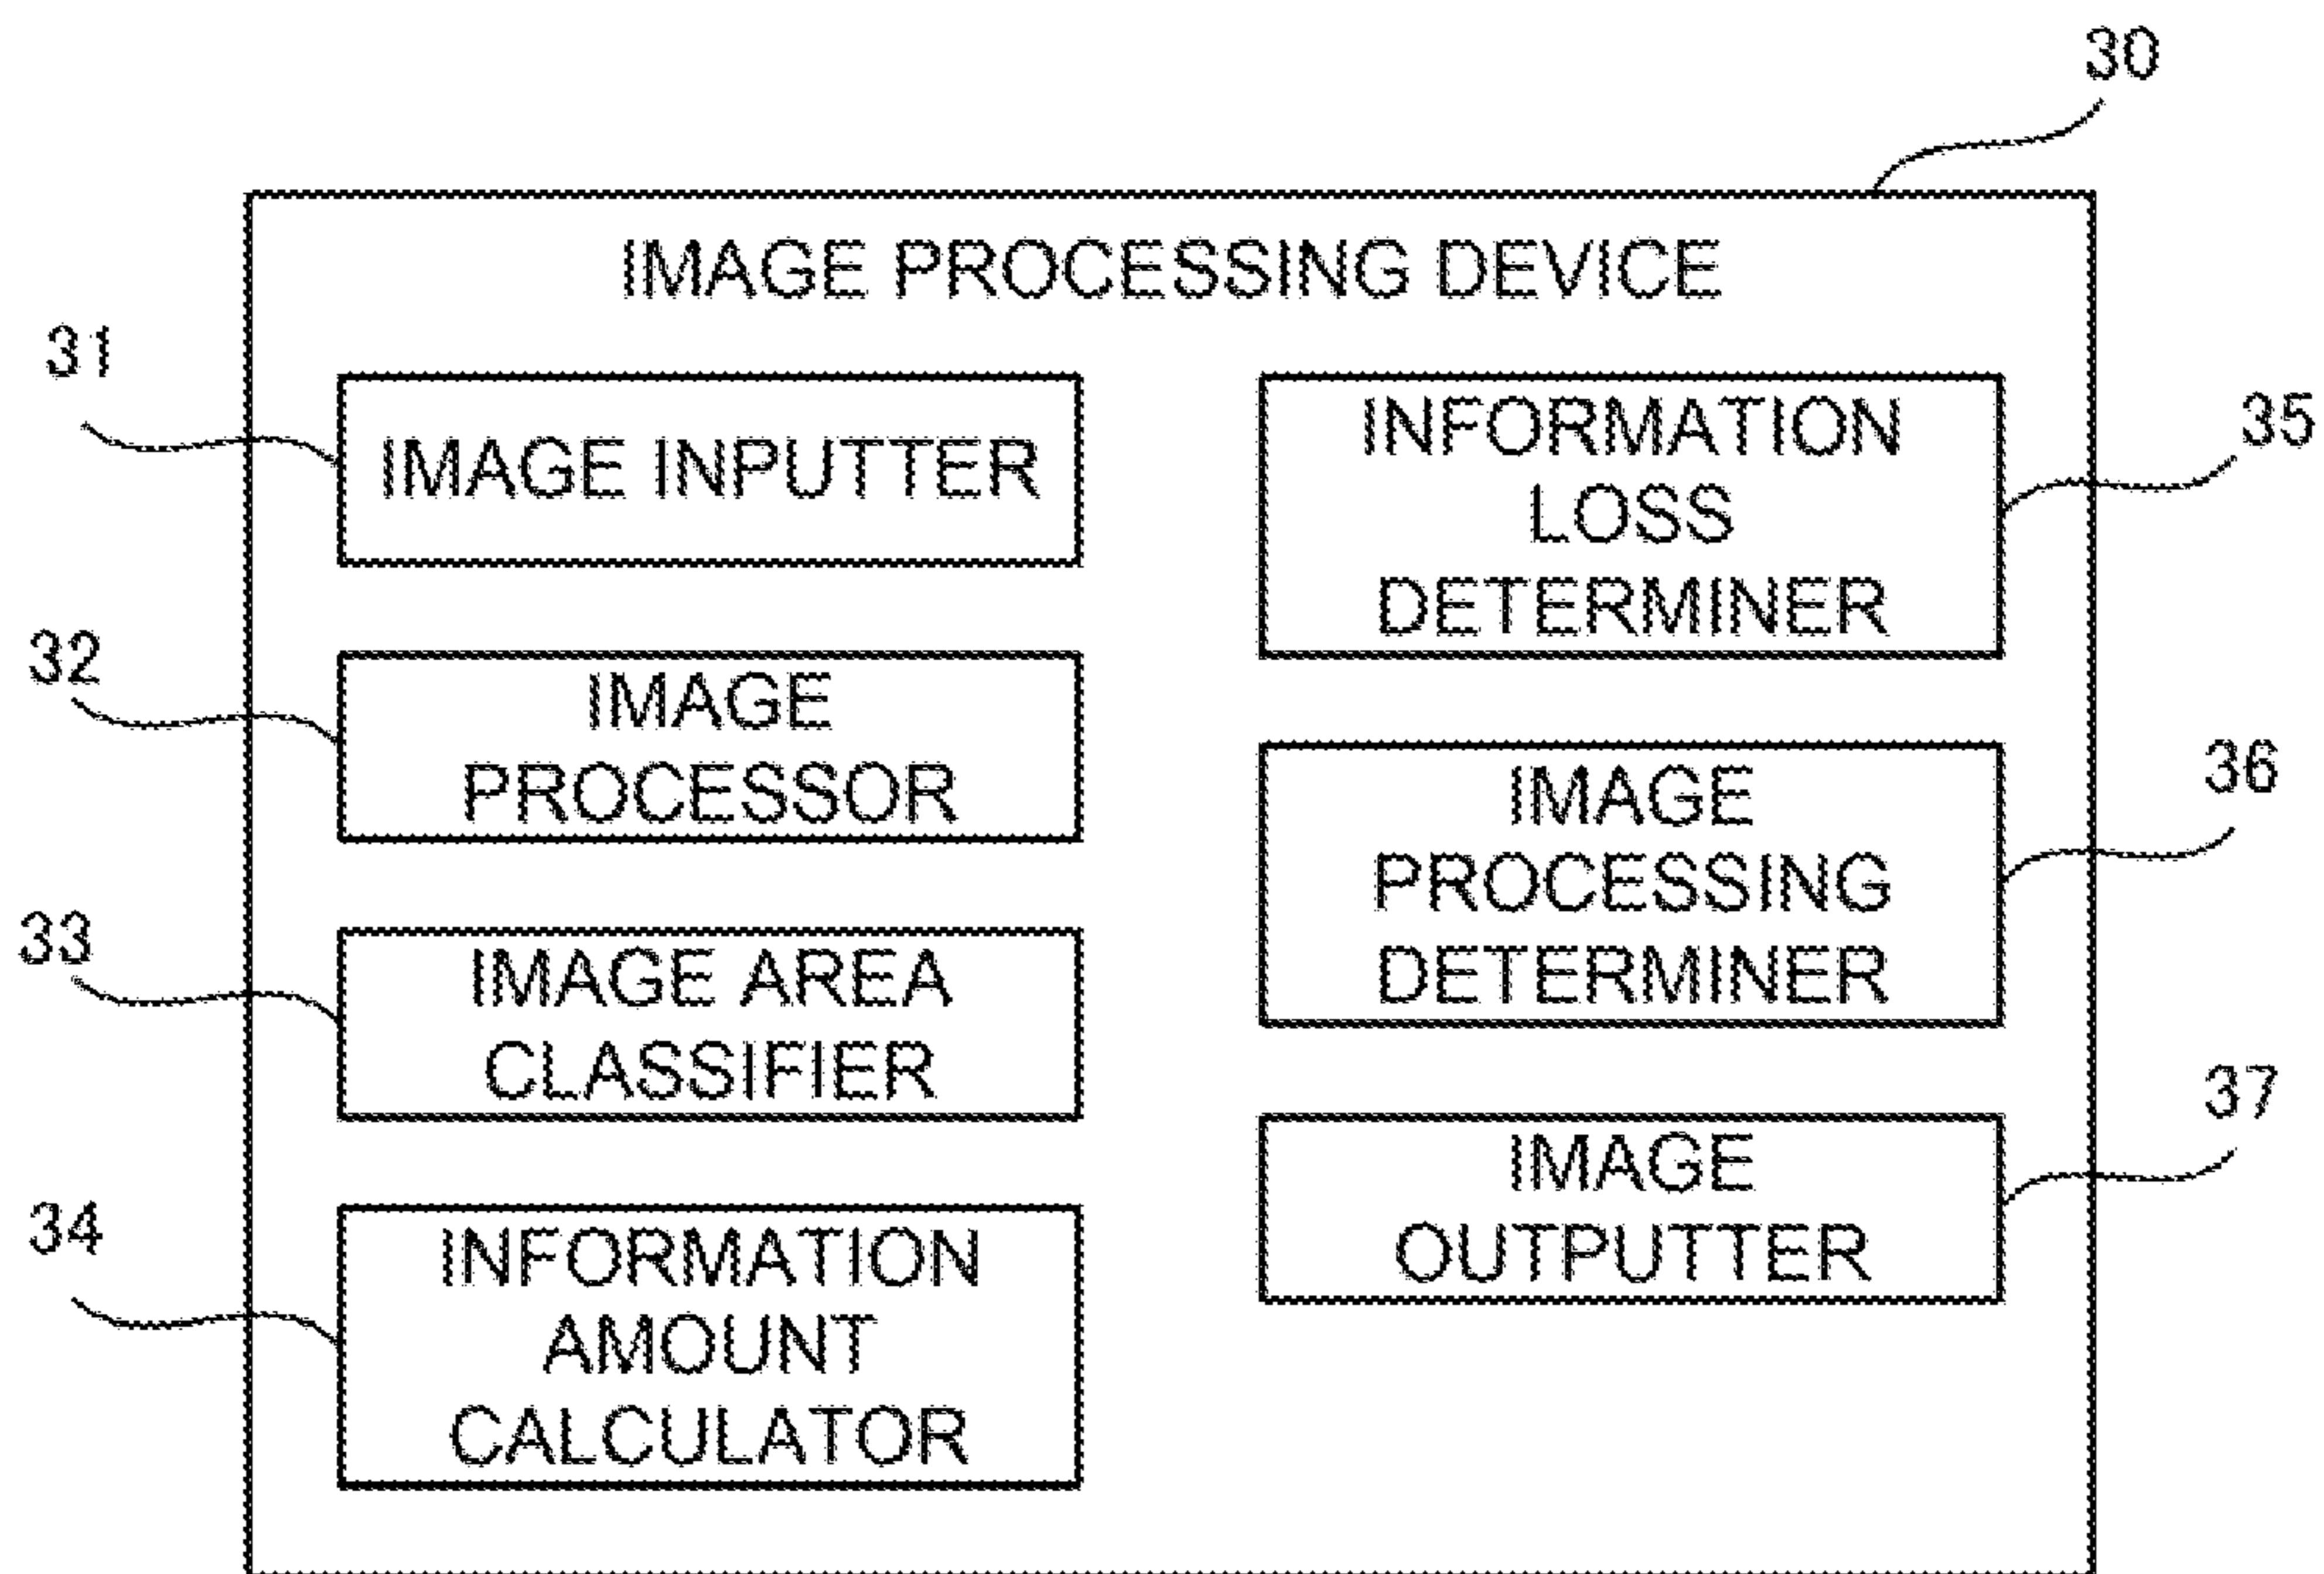 30
IMAGE PROCESSING DEVICE
31
IMAGE INPUTTER
32
IMAGE
PROCESSOR
33
IMAGE AREA
CLASSIFIER
34
INFORMATION
AMOUNT
CALCULATOR
INFORMATION
LOSS
DETERMINER
35
IMAGE
PROCESSING
DETERMINER
36
IMAGE
OUTPUTTER
37